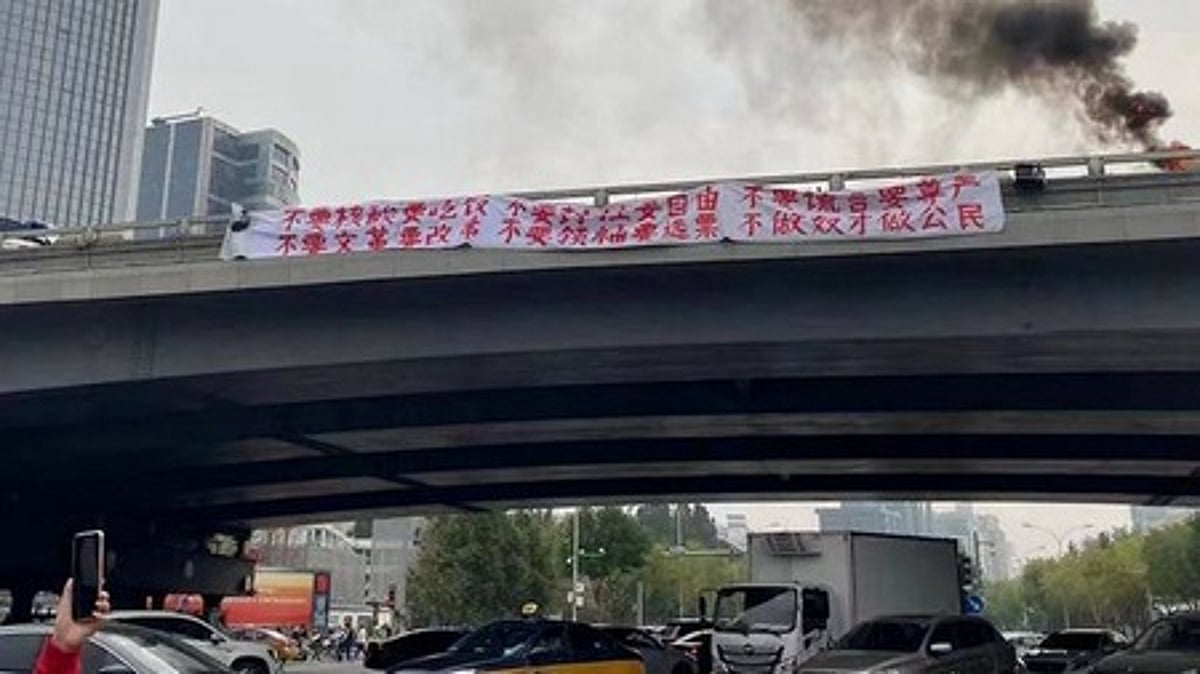 不要核酸要吃饭 不要封控要自由 不要谎言要尊严
不要文革要改革 不要领袖要选票 不做奴才做公民